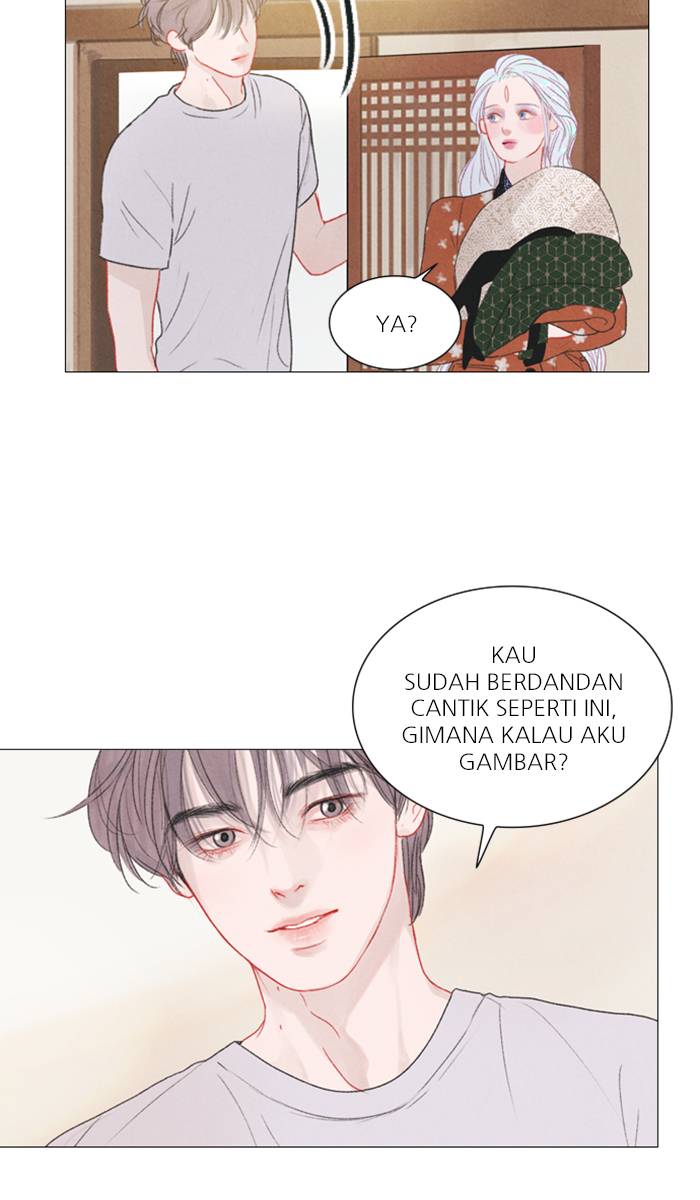 YA?
KAU
SUDAH BERDANDAN
CANTIK SEPERTI INI,
GIMANA KALAU AKU
GAMBAR?